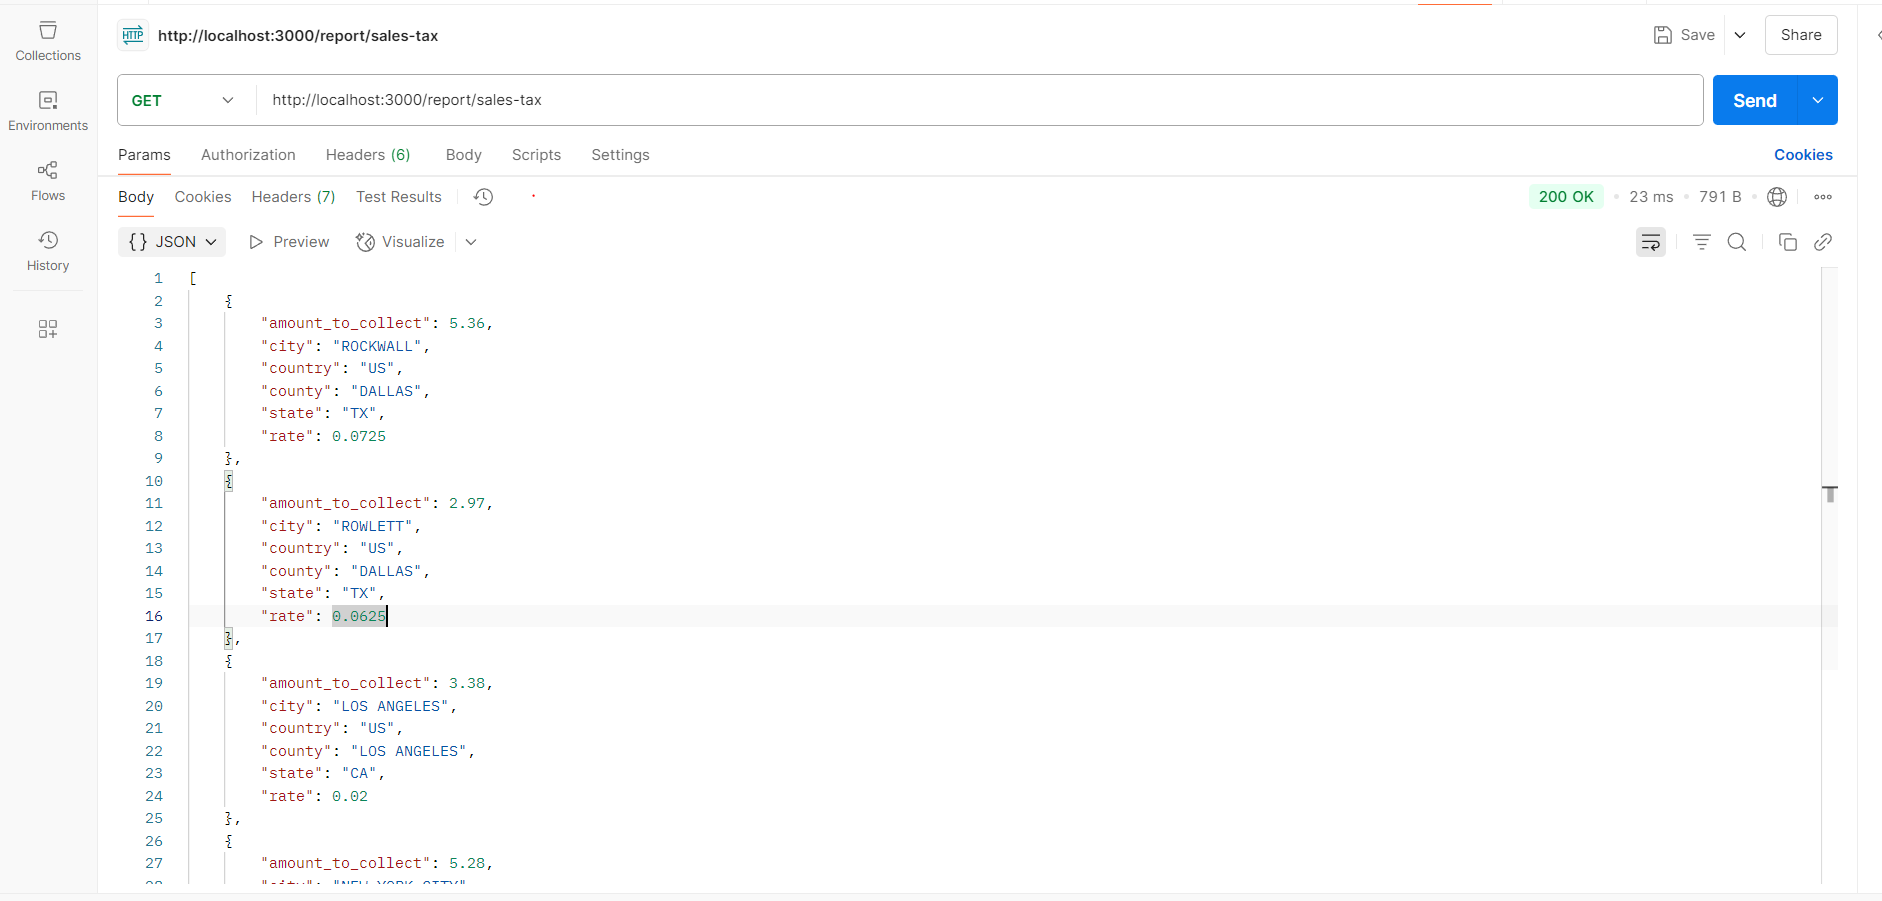 Collections
Environments
Flows
History
HTTP http://localhost:3000/report/sales-tax
Save
Share
GET http://localhost:3000/report/sales-tax
Send
Params Authorization Headers (6) Body Scripts Settings
Cookies
Body Cookies Headers (7) Test Results
200 OK • 23 ms • 791 B
{} JSON Preview Visualize
1 [
2 {
3 "amount_to_collect": 5.36,
4 "city": "ROCKWALL",
5 "country": "US",
6 "county": "DALLAS",
7 "state": "TX",
8 "rate": 0.0725
9 },
10 {
11 "amount_to_collect": 2.97,
12 "city": "ROWLETT",
13 "country": "US",
14 "county": "DALLAS",
15 "state": "TX",
16 "rate": 0.0625
17 },
18 {
19 "amount_to_collect": 3.38,
20 "city": "LOS ANGELES",
21 "country": "US",
22 "county": "LOS ANGELES",
23 "state": "CA",
24 "rate": 0.02
25 },
26 {
27 "amount_to_collect": 5.28,
28 "city": "NEW YORK CITY"